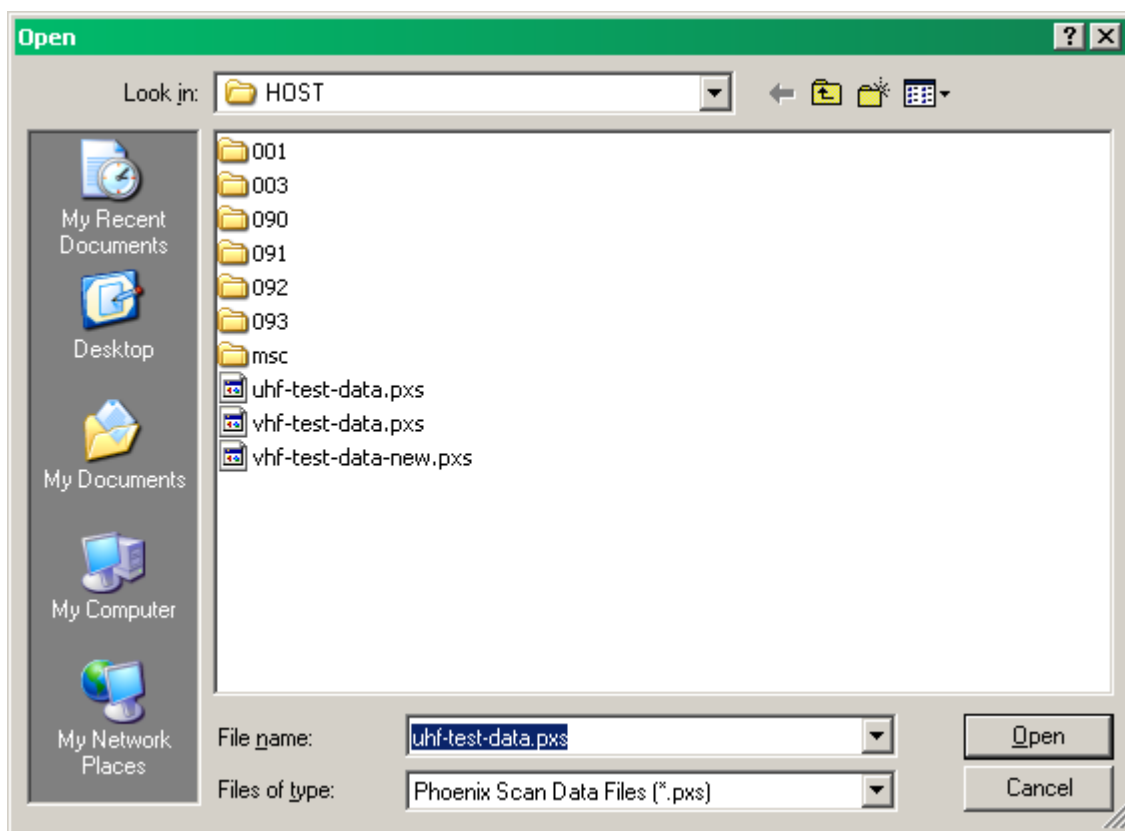 Open
Look in:
HOST
My Recent
Documents
Desktop
My Documents
My Computer
My Network
Places
001
003
090
091
092
093
msc
uhf-test-data.pxs
vhf-test-data.pxs
vhf-test-data-new.pxs
File name:
uhf-test-data.pxs
Open
Files of type:
Phoenix Scan Data Files (*.pxs)
Cancel